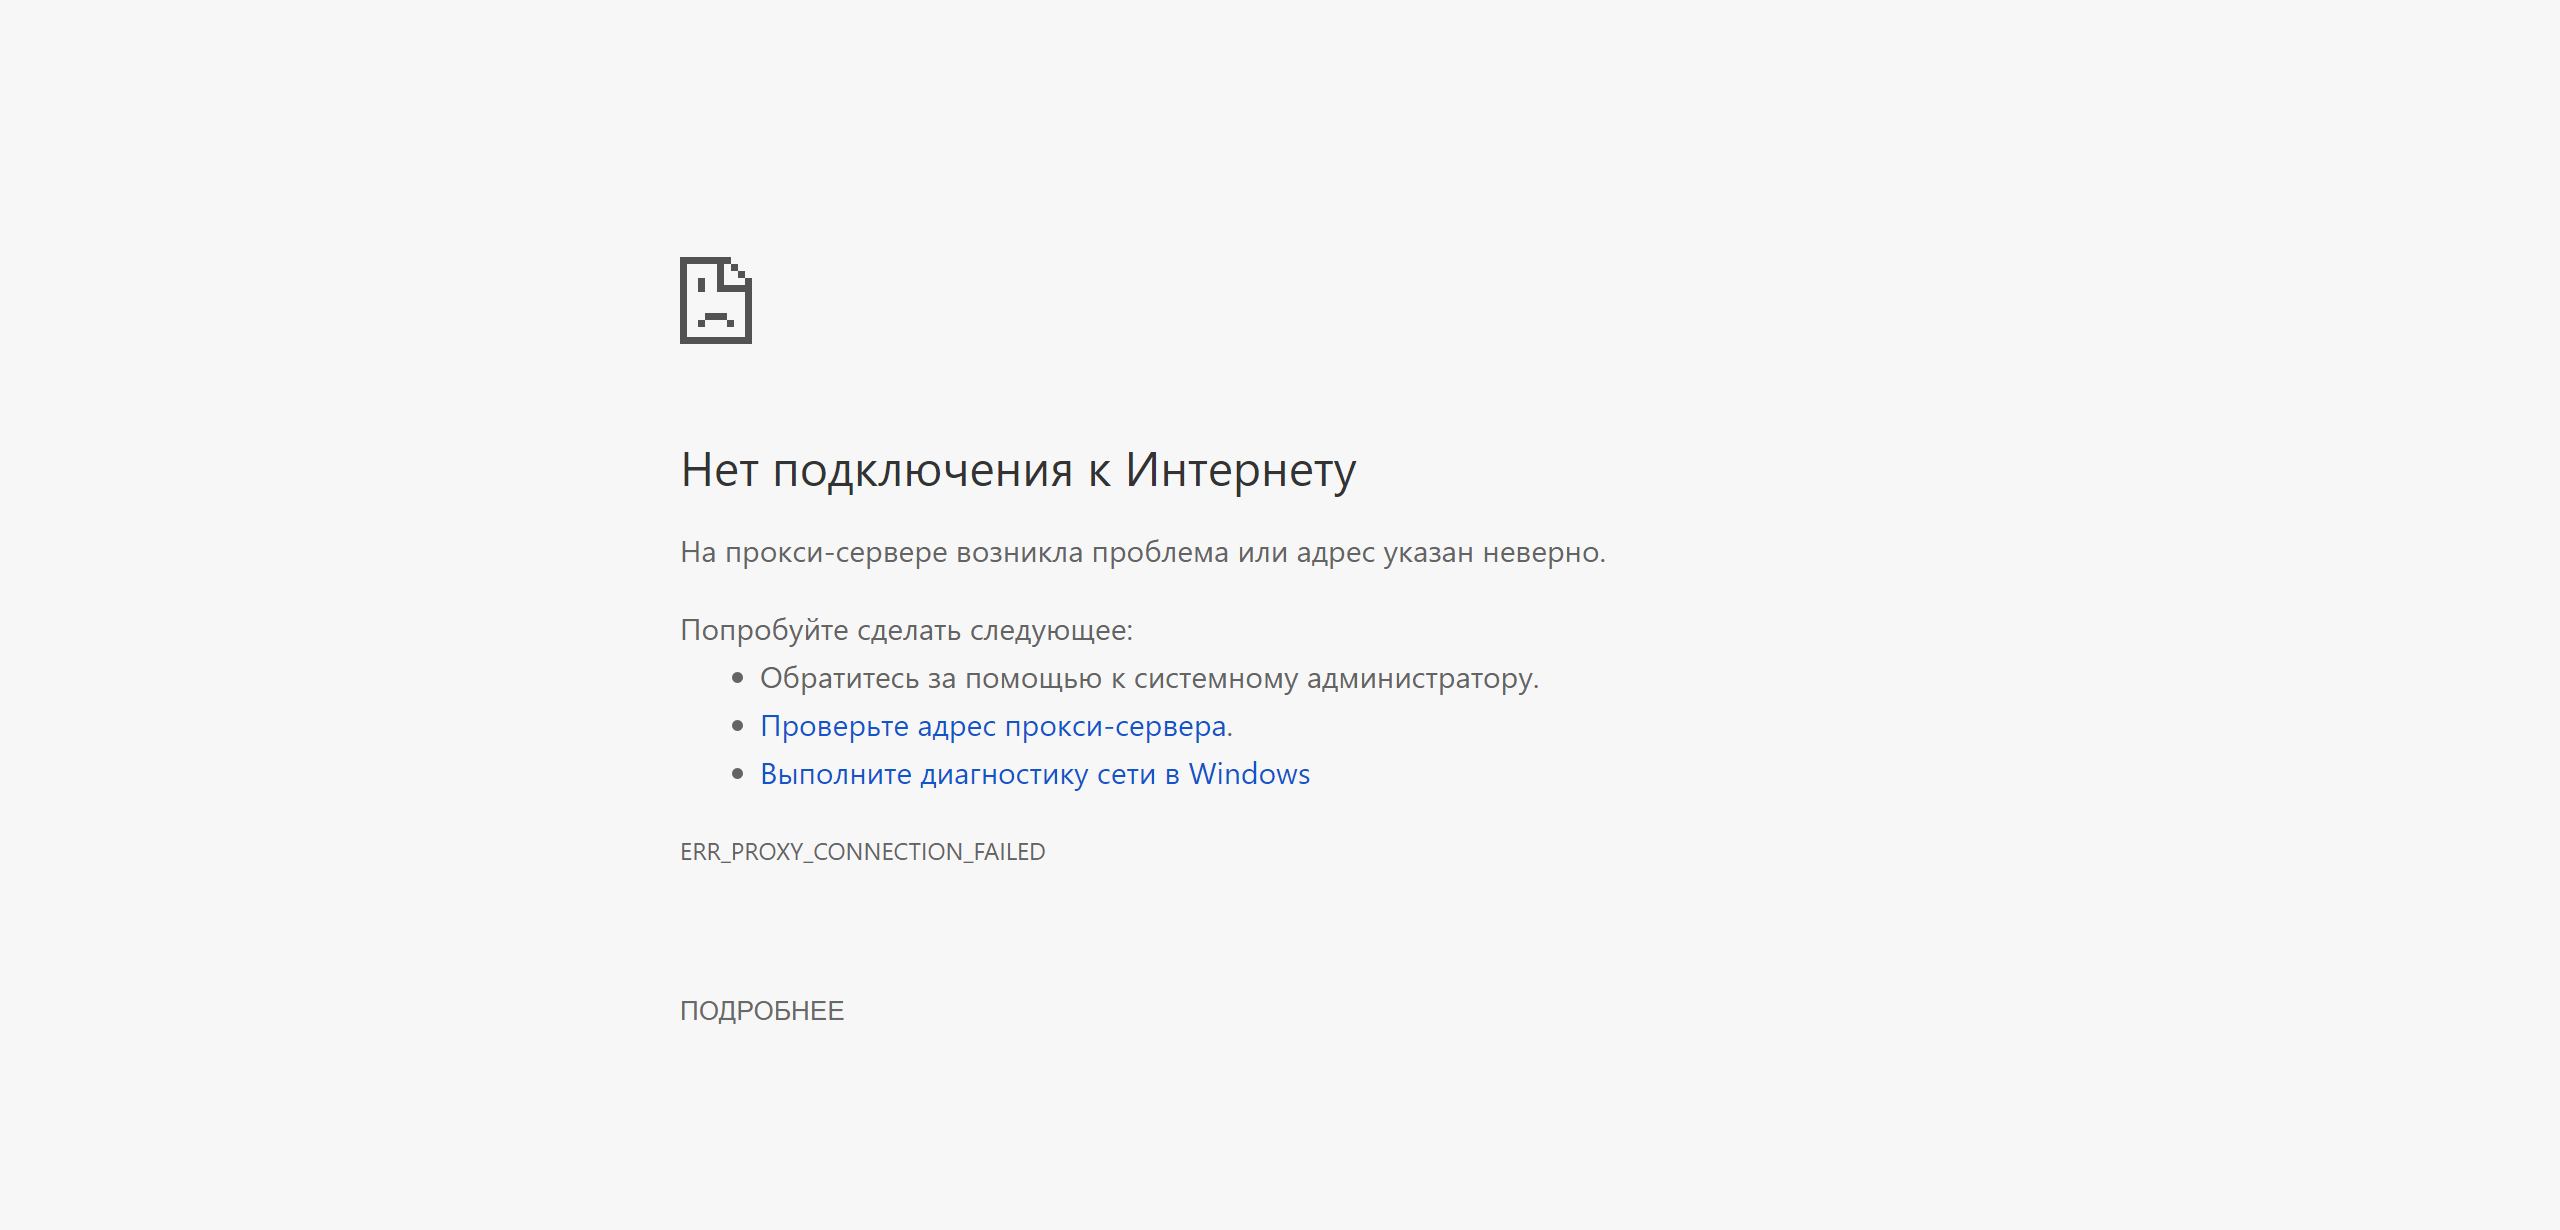 Нет подключения к Интернету
На прокси-сервере возникла проблема или адрес указан неверно.
Попробуйте сделать следующее:
• Обратитесь за помощью к системному администратору.
• Проверьте адрес прокси-сервера.
• Выполните диагностику сети в Windows
ERR_PROXY_CONNECTION_FAILED
ПОДРОБНЕЕ